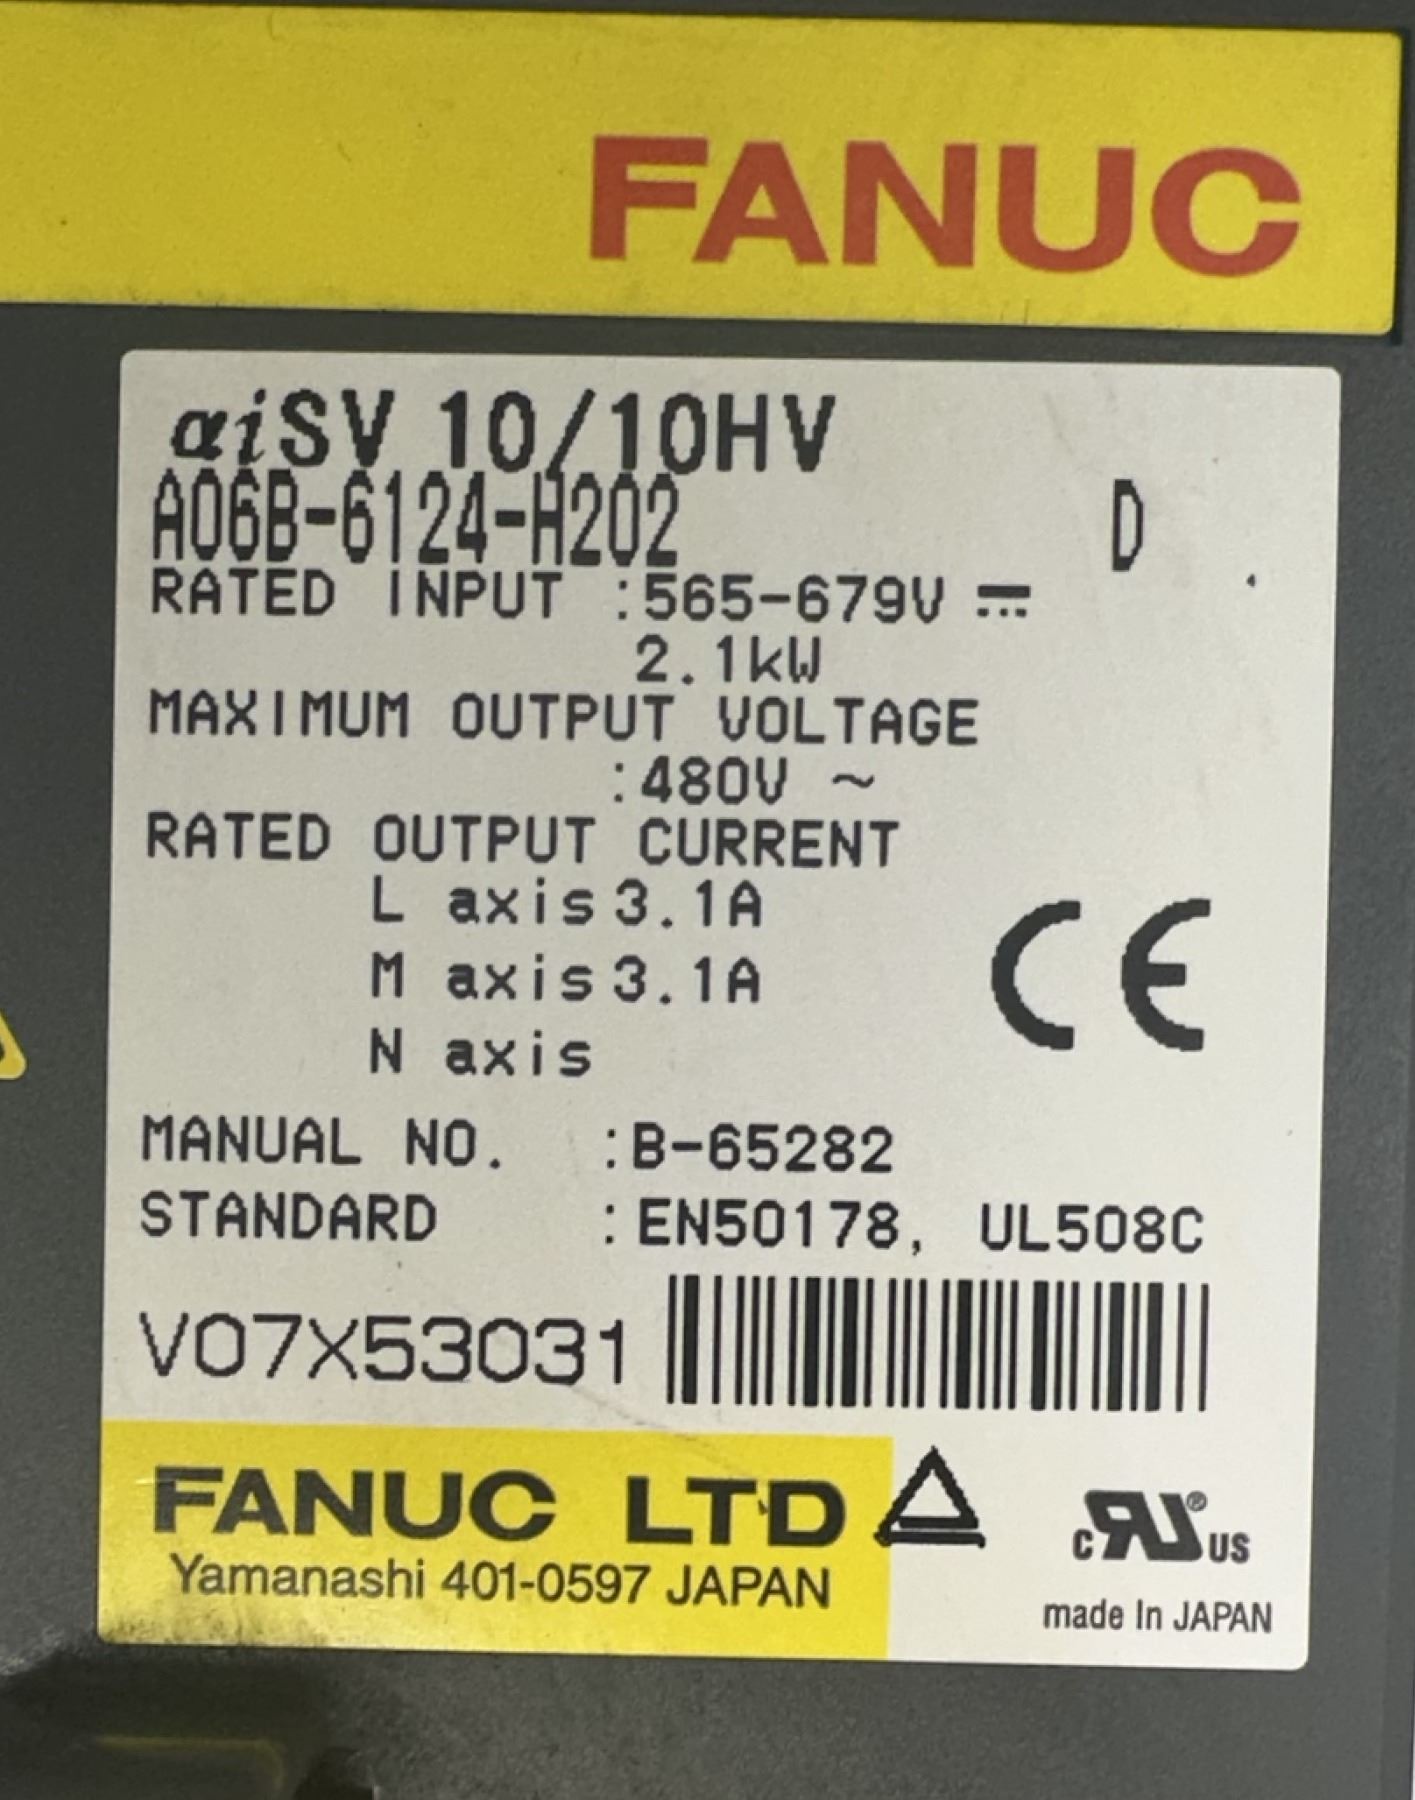 FANUC
αiSV 10/10HV
A06B-6124-H202 D
RATED INPUT :565-679V ⎓
2.1kW
MAXIMUM OUTPUT VOLTAGE
:480V ~
RATED OUTPUT CURRENT
L axis 3.1A
M axis 3.1A
N axis
CE
MANUAL NO. :B-65282
STANDARD :EN50178, UL508C
V07X53031
FANUC LTD
Yamanashi 401-0597 JAPAN
c RU ® US
made In JAPAN